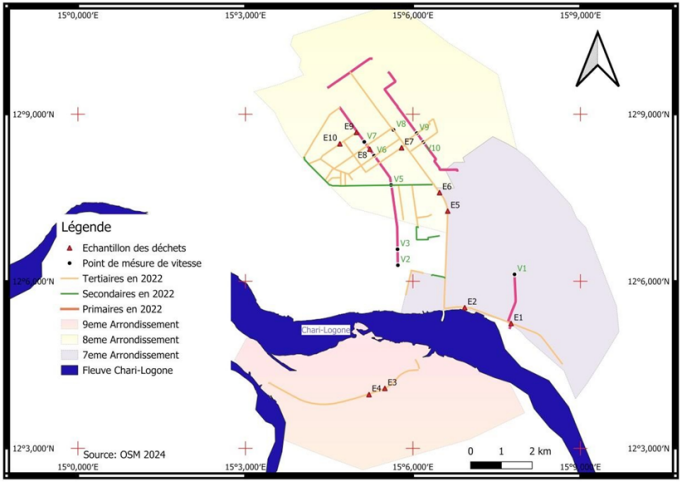 15°0,000'E 15°3,000'E 15°6,000'E 15°9,000'E
12°9,000'N 12°9,000'N
E9 V7 V8 V9
E10 E8 V6 E7 V10
V5
E6
E5
Légende
Echantillon des déchets
Point de mésure de vitesse
Tertiaires en 2022
Secondaires en 2022
Primaires en 2022
9eme Arrondissement
8eme Arrondissement
7eme Arrondissement
Fleuve Chari-Logone
V3
V2
V1
12°6,000'N 12°6,000'N
E2
E1
Chari-Logone
E4 E3
12°3,000'N 12°3,000'N
Source: OSM 2024
0 1 2 km
15°0,000'E 15°3,000'E 15°6,000'E 15°9,000'E